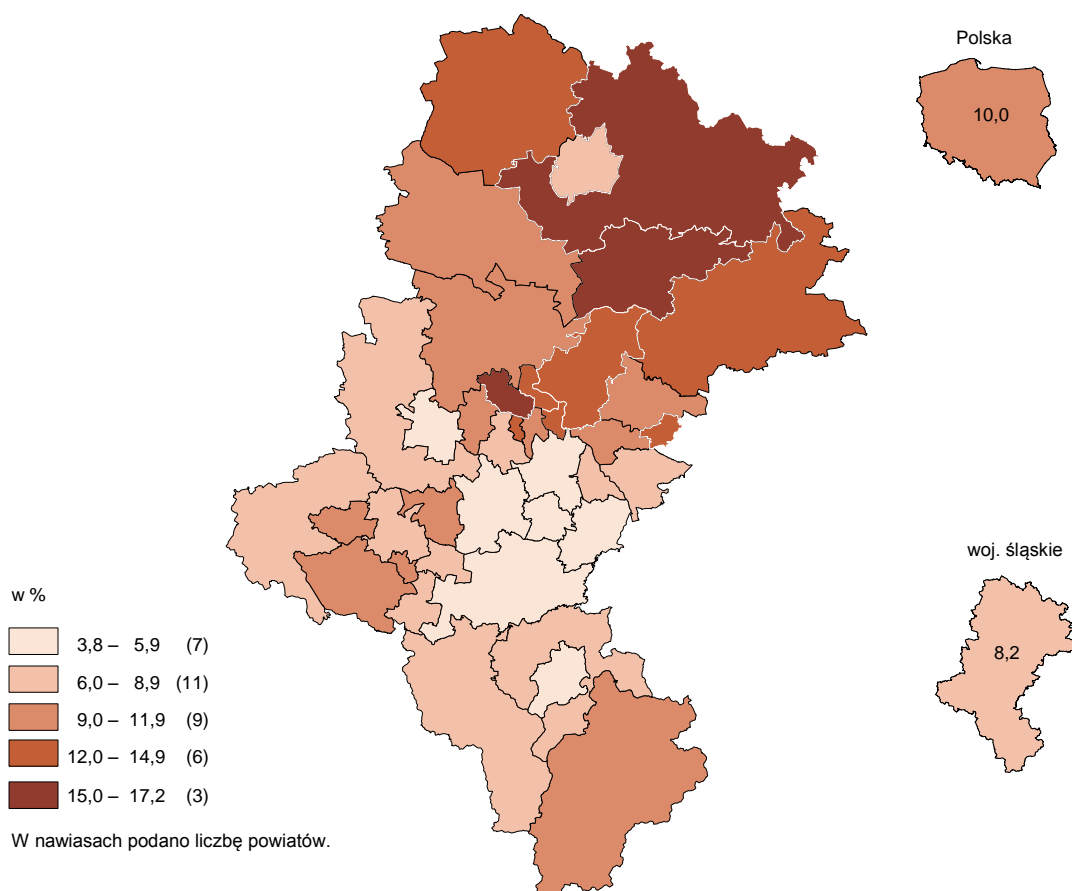 Polska
10,0
woj. śląskie
8,2
w %
3,8 – 5,9 (7)
6,0 – 8,9 (11)
9,0 – 11,9 (9)
12,0 – 14,9 (6)
15,0 – 17,2 (3)
W nawiasach podano liczbę powiatów.